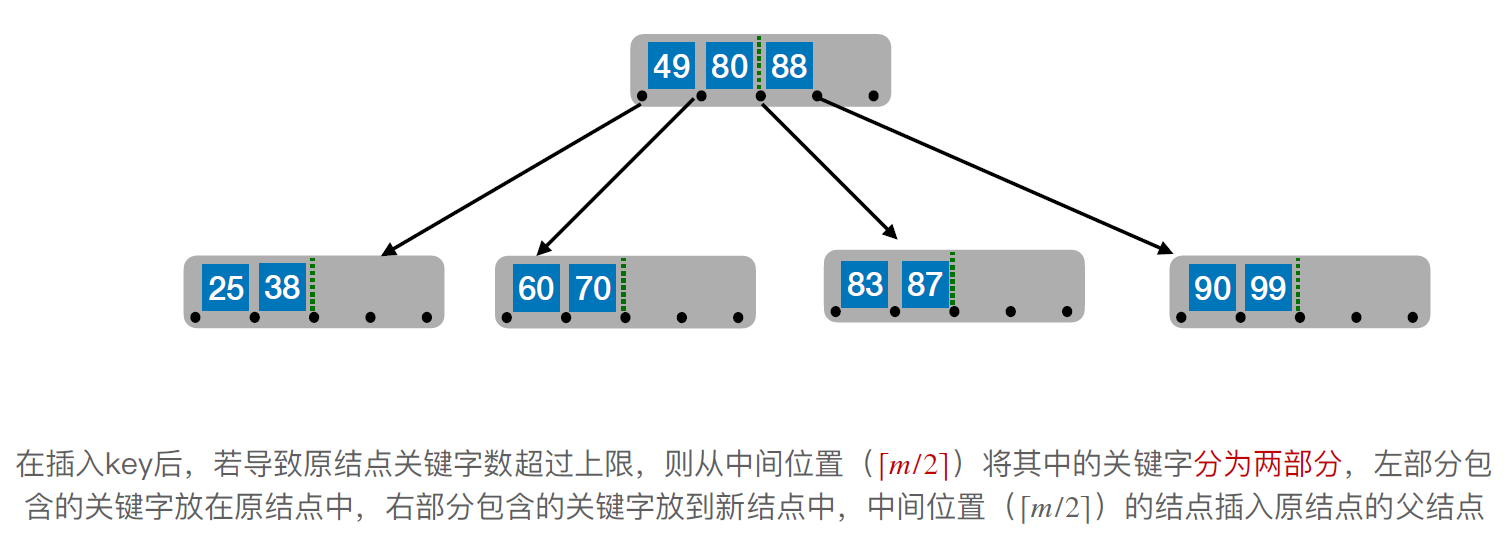 49 80 88
25 38 60 70 83 87 90 99
在插入key后，若导致原结点关键字数超过上限，则从中间位置（⌈m/2⌉）将其中的关键字分为两部分，左部分包
含的关键字放在原结点中，右部分包含的关键字放到新结点中，中间位置（⌈m/2⌉）的结点插入原结点的父结点